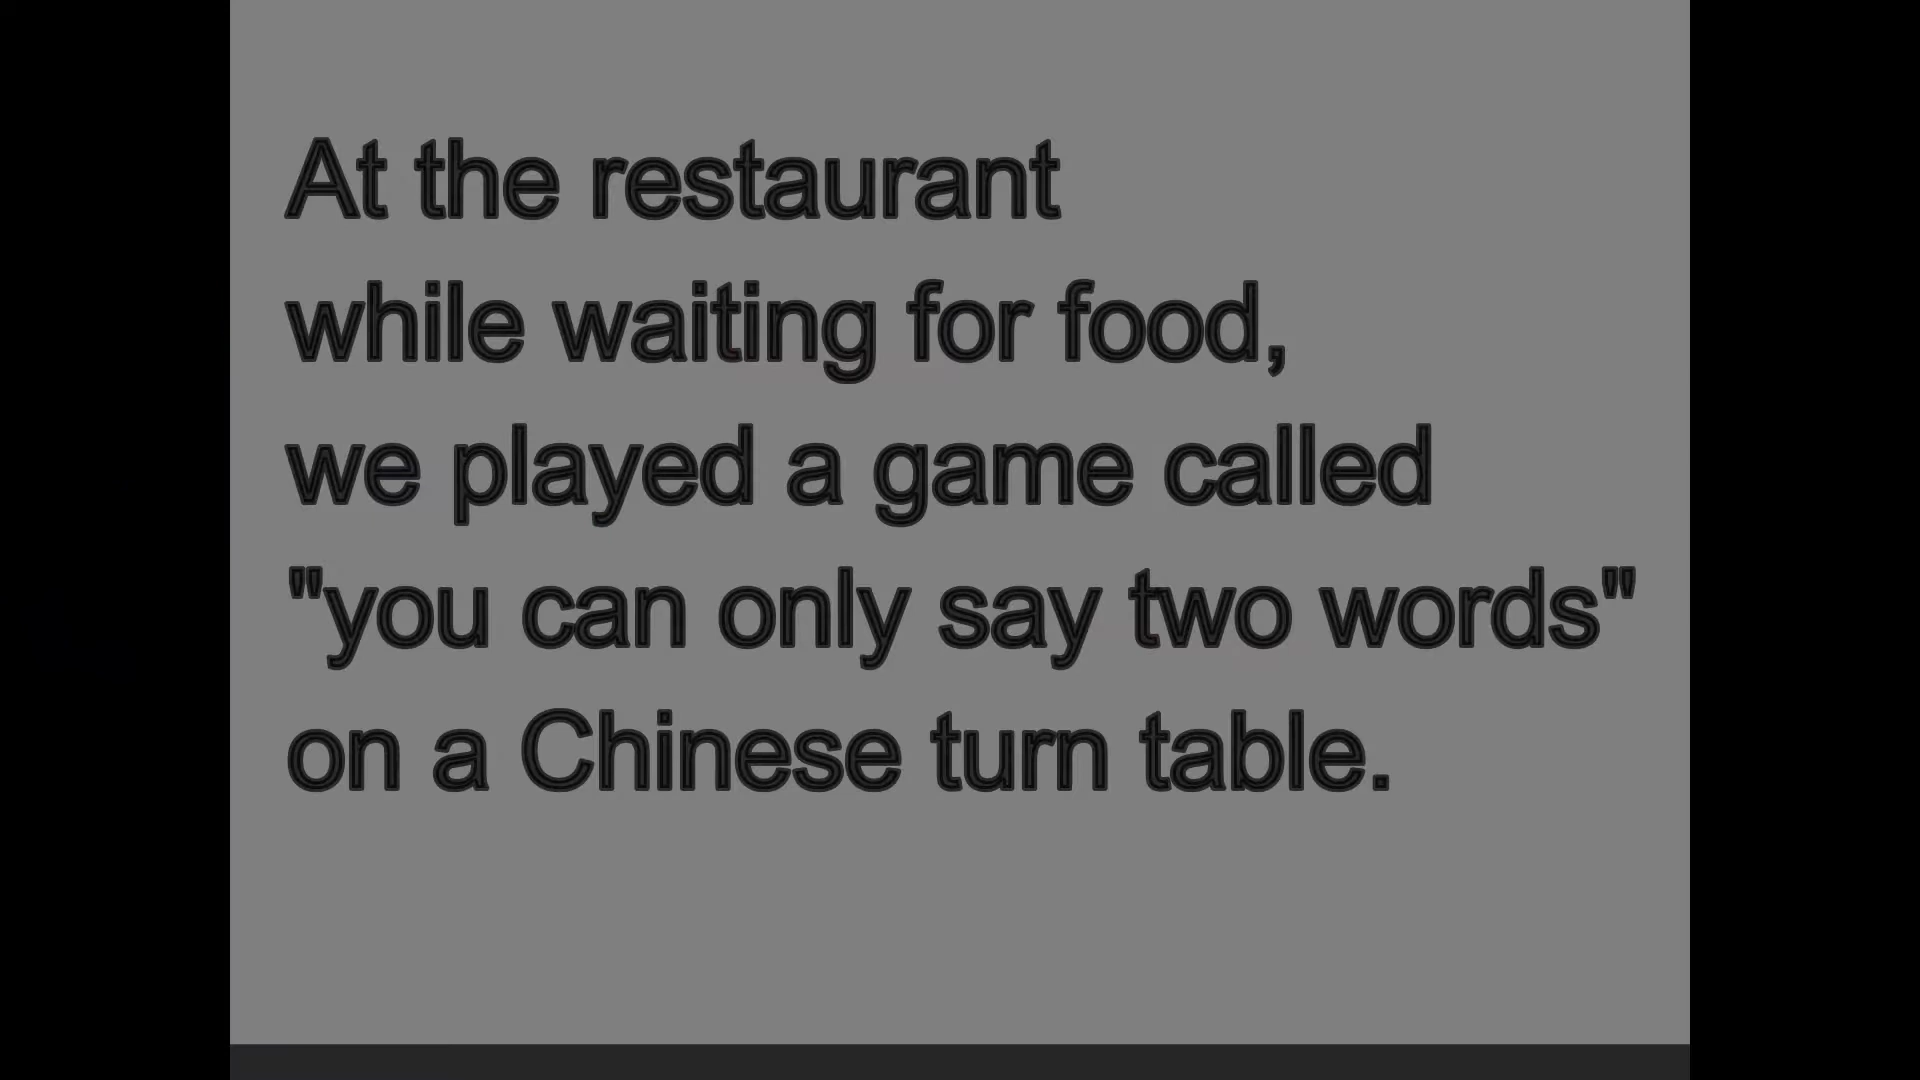 At the restaurant
while waiting for food,
we played a game called
"you can only say two words"
on a Chinese turn table.